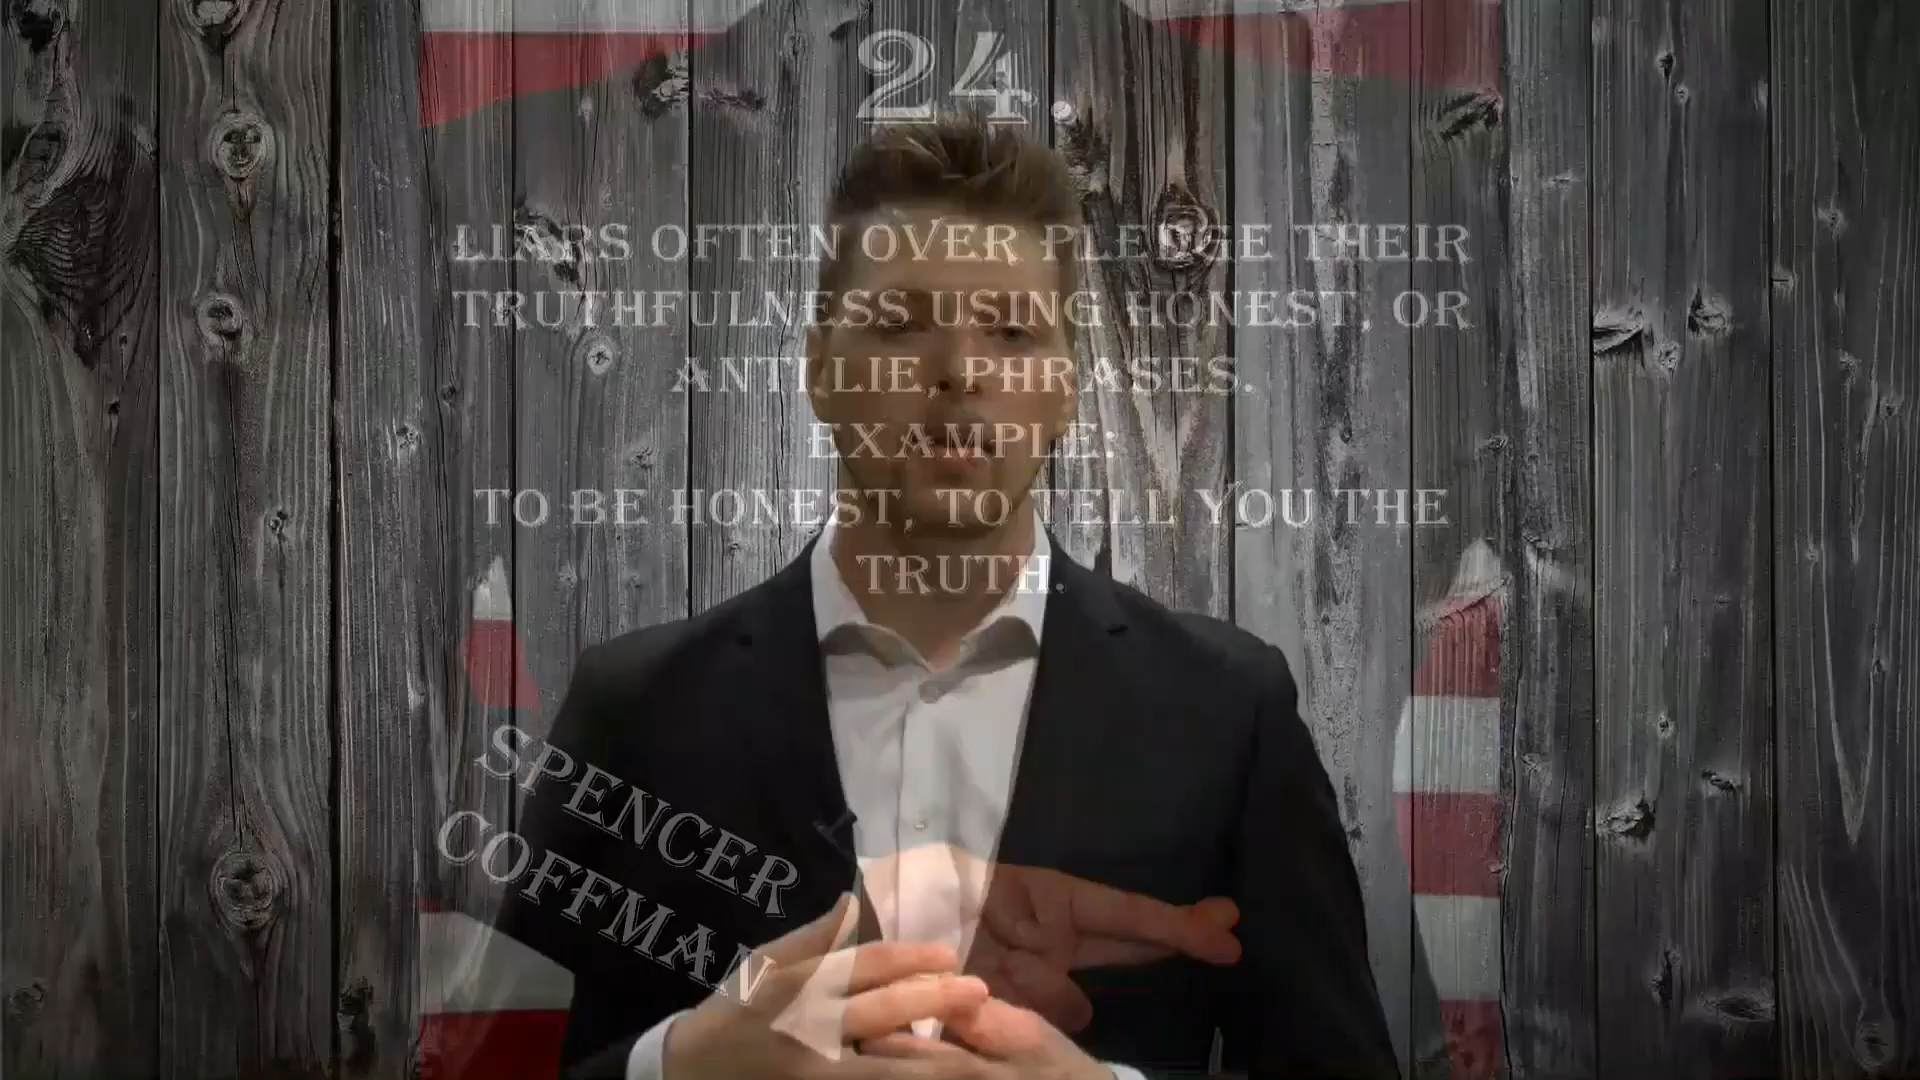 24.
LIARS OFTEN OVER PLEDGE THEIR
TRUTHFULNESS USING HONEST, OR
ANTI LIE, PHRASES.
EXAMPLE:
TO BE HONEST, TO TELL YOU THE
TRUTH.
SPENCER
COFFMAN